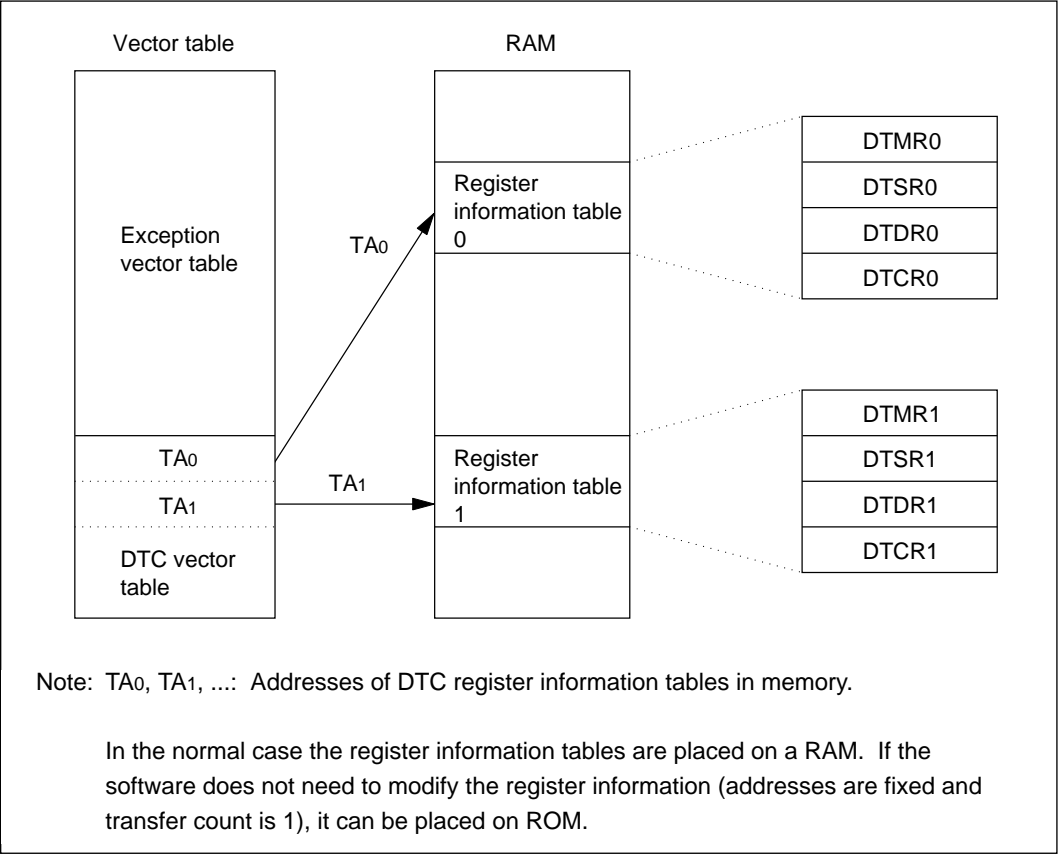 Vector table
RAM
Exception
vector table
TA0
TA1
DTC vector
table
TA0
TA1
Register
information table
0
Register
information table
1
DTMR0
DTSR0
DTDR0
DTCR0
DTMR1
DTSR1
DTDR1
DTCR1
Note: TA0, TA1, ...: Addresses of DTC register information tables in memory.
In the normal case the register information tables are placed on a RAM. If the
software does not need to modify the register information (addresses are fixed and
transfer count is 1), it can be placed on ROM.